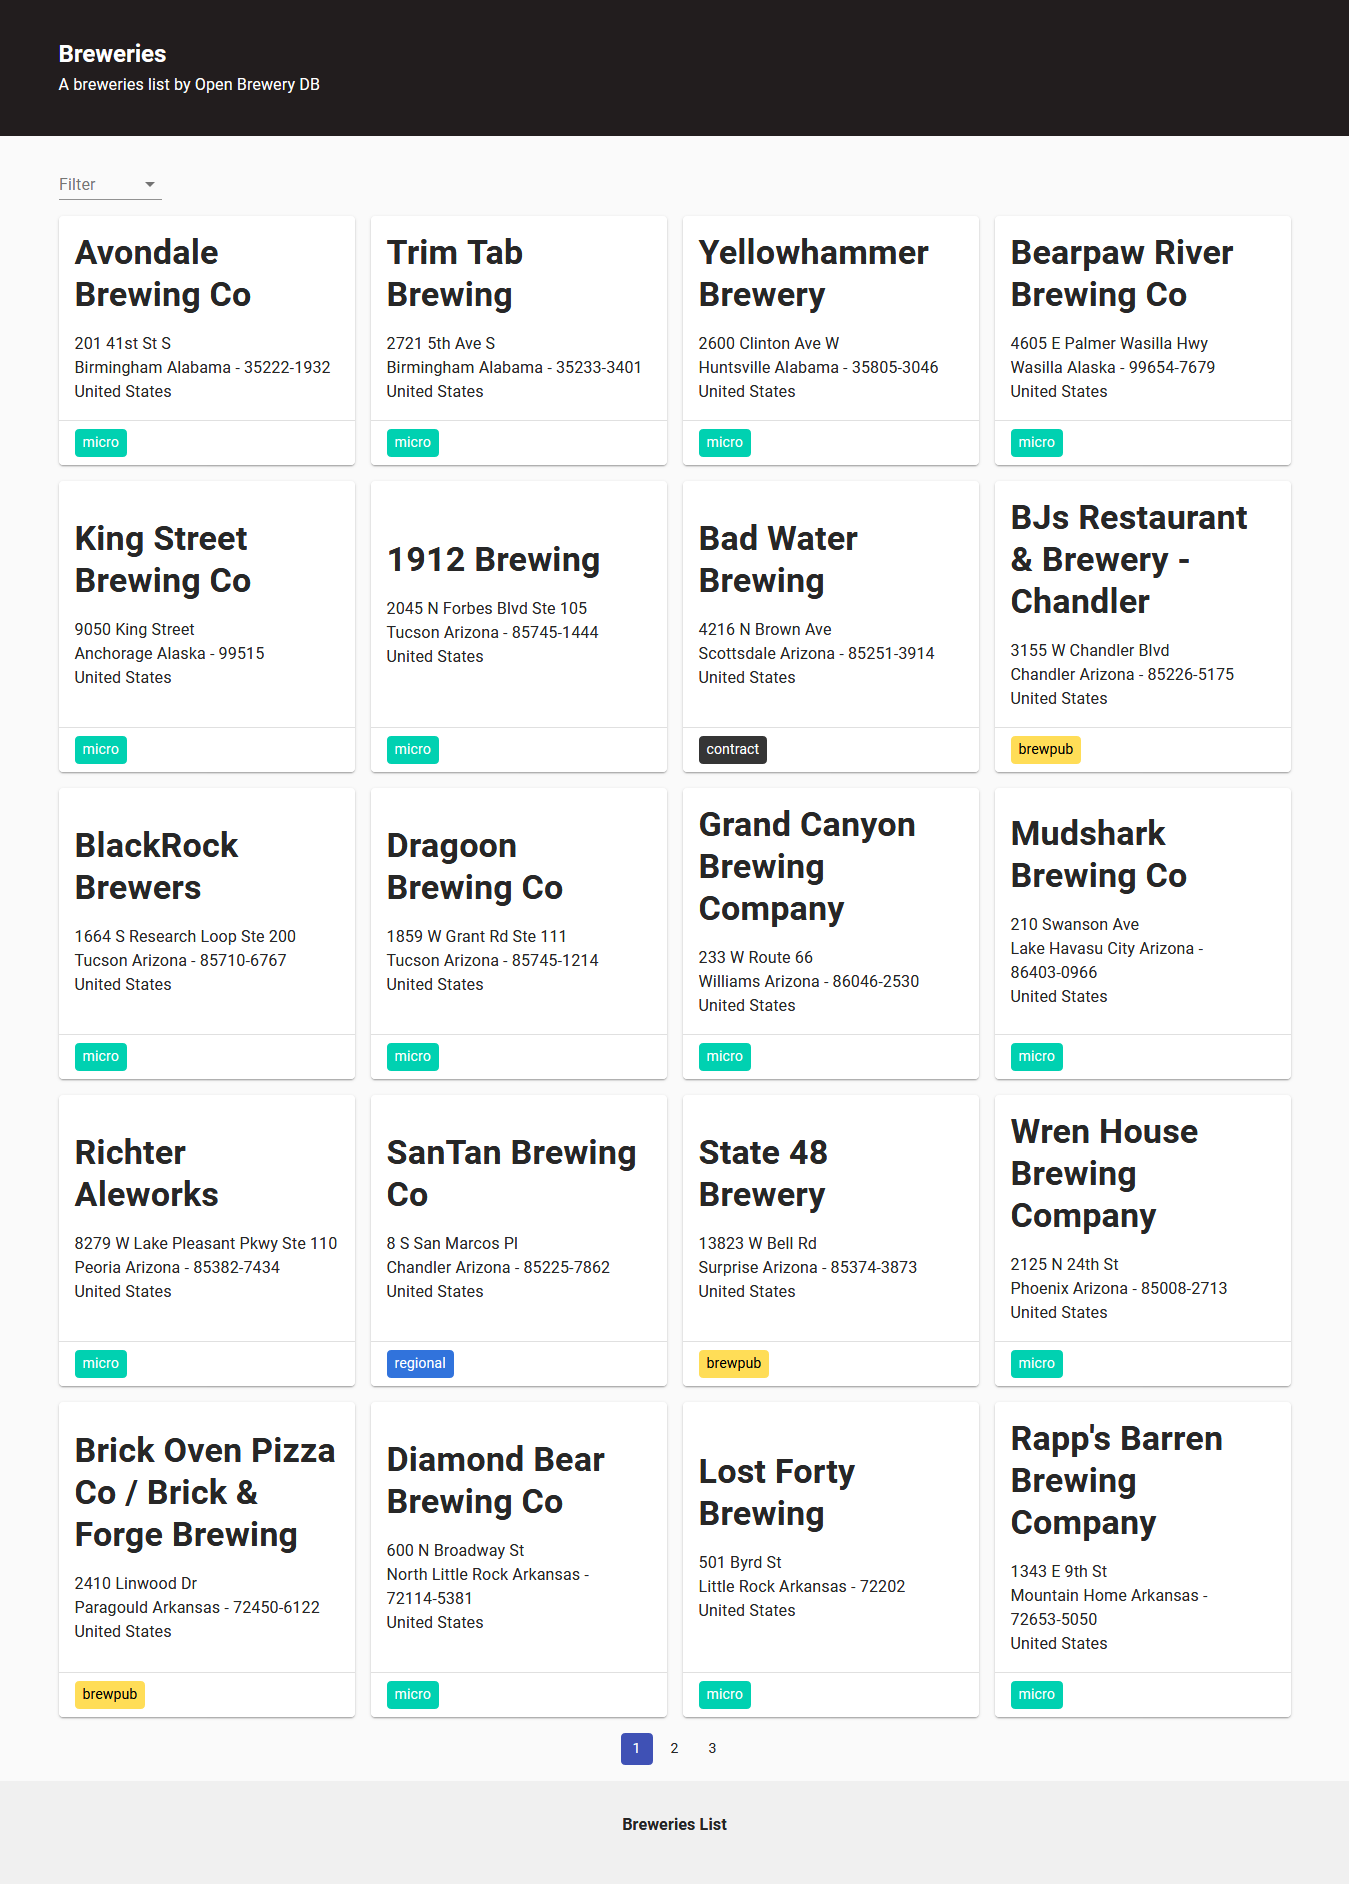 Breweries
A breweries list by Open Brewery DB
Filter
Avondale
Brewing Co
201 41st St S
Birmingham Alabama - 35222-1932
United States
micro
Trim Tab
Brewing
2721 5th Ave S
Birmingham Alabama - 35233-3401
United States
micro
Yellowhammer
Brewery
2600 Clinton Ave W
Huntsville Alabama - 35805-3046
United States
micro
Bearpaw River
Brewing Co
4605 E Palmer Wasilla Hwy
Wasilla Alaska - 99654-7679
United States
micro
King Street
Brewing Co
9050 King Street
Anchorage Alaska - 99515
United States
micro
1912 Brewing
2045 N Forbes Blvd Ste 105
Tucson Arizona - 85745-1444
United States
micro
Bad Water
Brewing
4216 N Brown Ave
Scottsdale Arizona - 85251-3914
United States
contract
BJs Restaurant
& Brewery -
Chandler
3155 W Chandler Blvd
Chandler Arizona - 85226-5175
United States
brewpub
BlackRock
Brewers
1664 S Research Loop Ste 200
Tucson Arizona - 85710-6767
United States
micro
Dragoon
Brewing Co
1859 W Grant Rd Ste 111
Tucson Arizona - 85745-1214
United States
micro
Grand Canyon
Brewing
Company
233 W Route 66
Williams Arizona - 86046-2530
United States
micro
Mudshark
Brewing Co
210 Swanson Ave
Lake Havasu City Arizona -
86403-0966
United States
micro
Richter
Aleworks
8279 W Lake Pleasant Pkwy Ste 110
Peoria Arizona - 85382-7434
United States
micro
SanTan Brewing
Co
8 S San Marcos Pl
Chandler Arizona - 85225-7862
United States
regional
State 48
Brewery
13823 W Bell Rd
Surprise Arizona - 85374-3873
United States
brewpub
Wren House
Brewing
Company
2125 N 24th St
Phoenix Arizona - 85008-2713
United States
micro
Brick Oven Pizza
Co / Brick &
Forge Brewing
2410 Linwood Dr
Paragould Arkansas - 72450-6122
United States
brewpub
Diamond Bear
Brewing Co
600 N Broadway St
North Little Rock Arkansas -
72114-5381
United States
micro
Lost Forty
Brewing
501 Byrd St
Little Rock Arkansas - 72202
United States
micro
Rapp's Barren
Brewing
Company
1343 E 9th St
Mountain Home Arkansas -
72653-5050
United States
micro
1 2 3
Breweries List